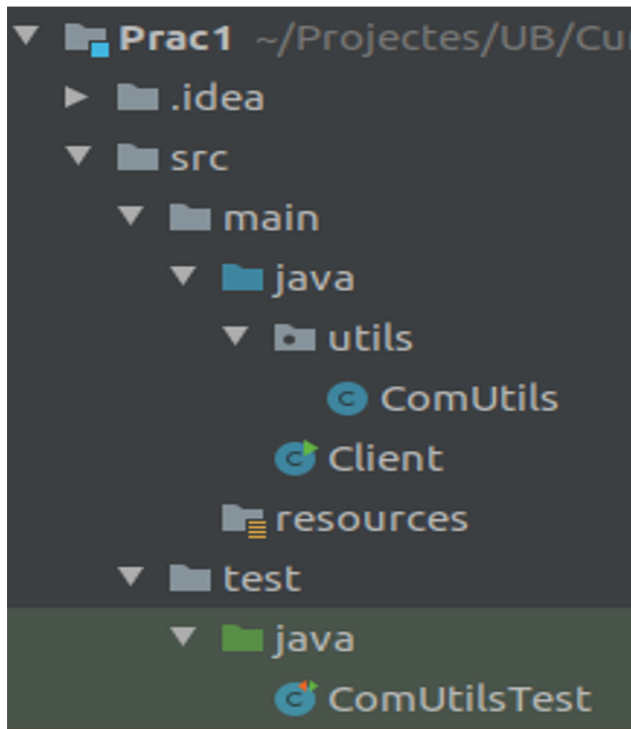 Prac1 ~/Projectes/UB/Cu
.idea
src
main
java
utils
ComUtils
Client
resources
test
java
ComUtilsTest